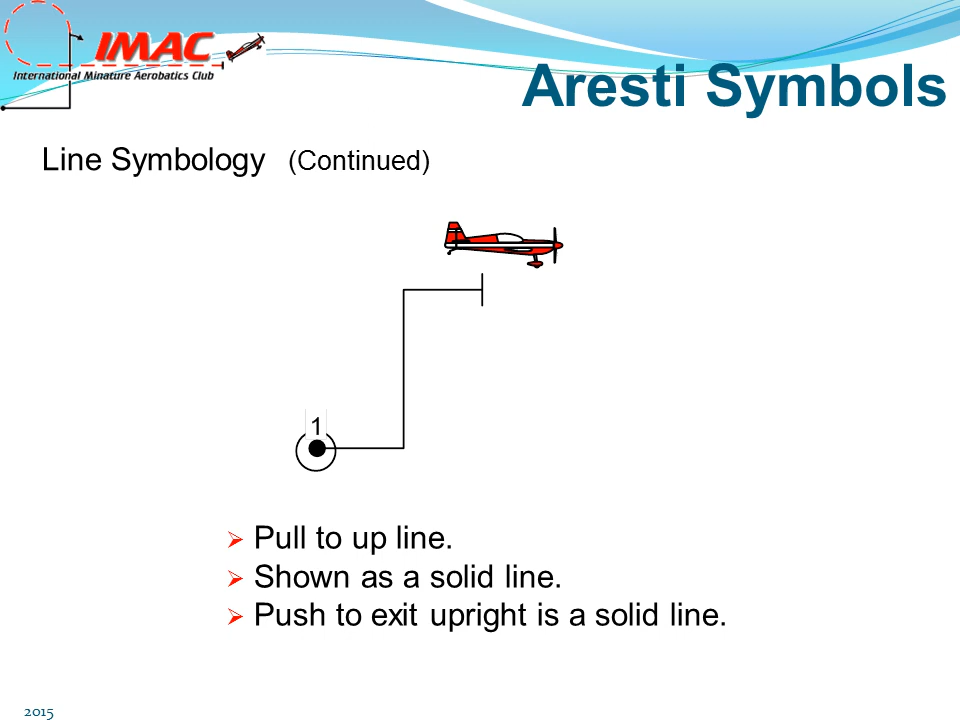 IMAC
International Minature Aerobatics Club
Aresti Symbols
Line Symbology (Continued)
1
Pull to up line.
Shown as a solid line.
Push to exit upright is a solid line.
2015